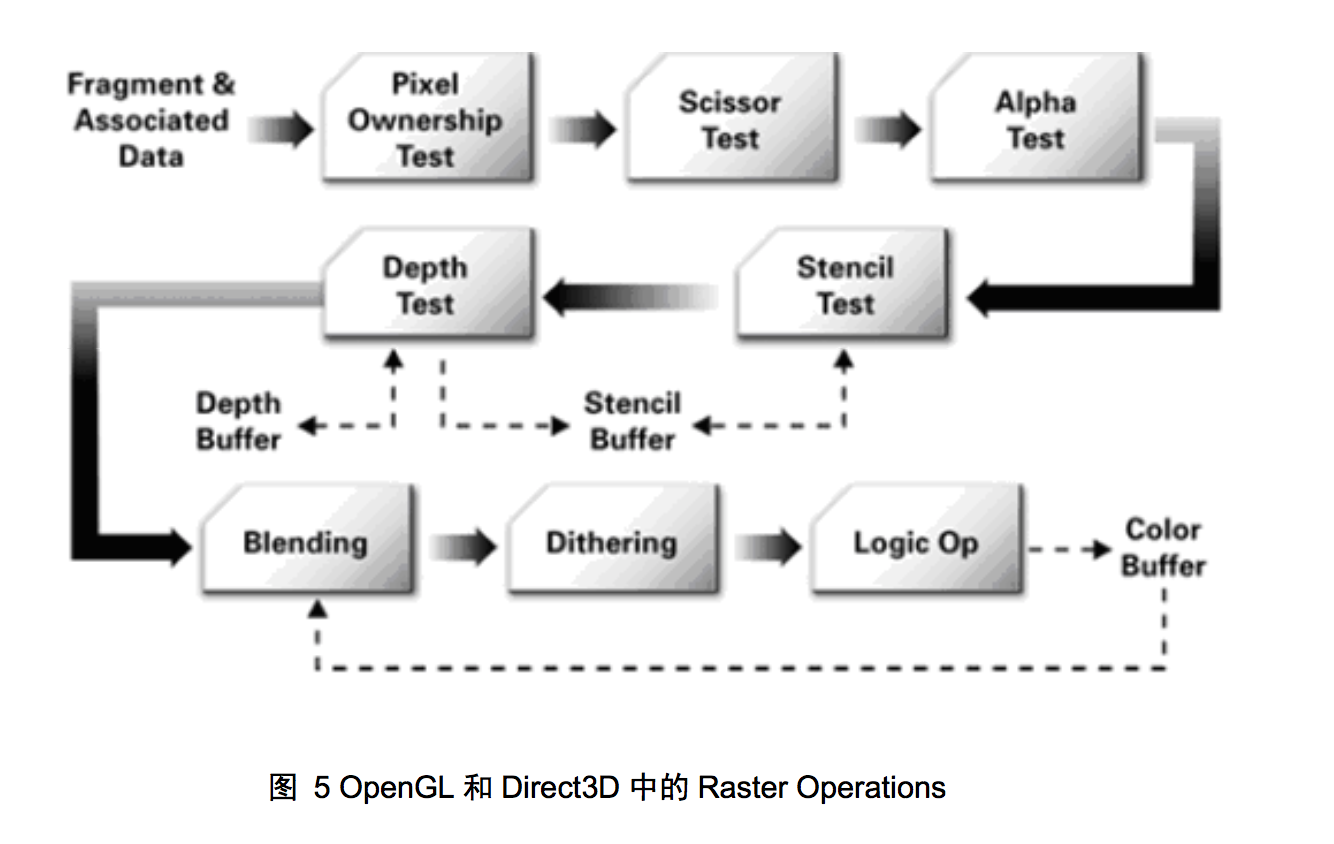 Fragment &
Associated
Data
Pixel
Ownership
Test
Scissor
Test
Alpha
Test
Depth
Test
Stencil
Test
Depth
Buffer
Stencil
Buffer
Blending
Dithering
Logic Op
Color
Buffer
图 5 OpenGL 和 Direct3D 中的 Raster Operations